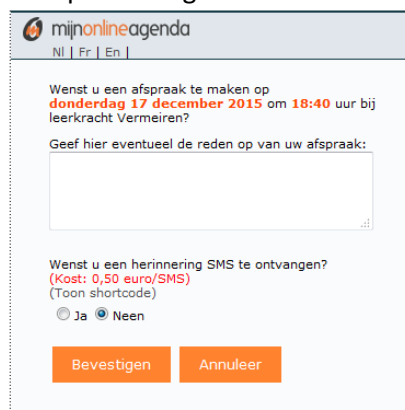 mijnonlineagenda
Nl | Fr | En |
Wenst u een afspraak te maken op
donderdag 17 december 2015 om 18:40 uur bij
leerkracht Vermeiren?
Geef hier eventueel de reden op van uw afspraak:
Wenst u een herinnering SMS te ontvangen?
(Kost: 0,50 euro/SMS)
(Toon shortcode)
Ja Neen
Bevestigen Annuleer